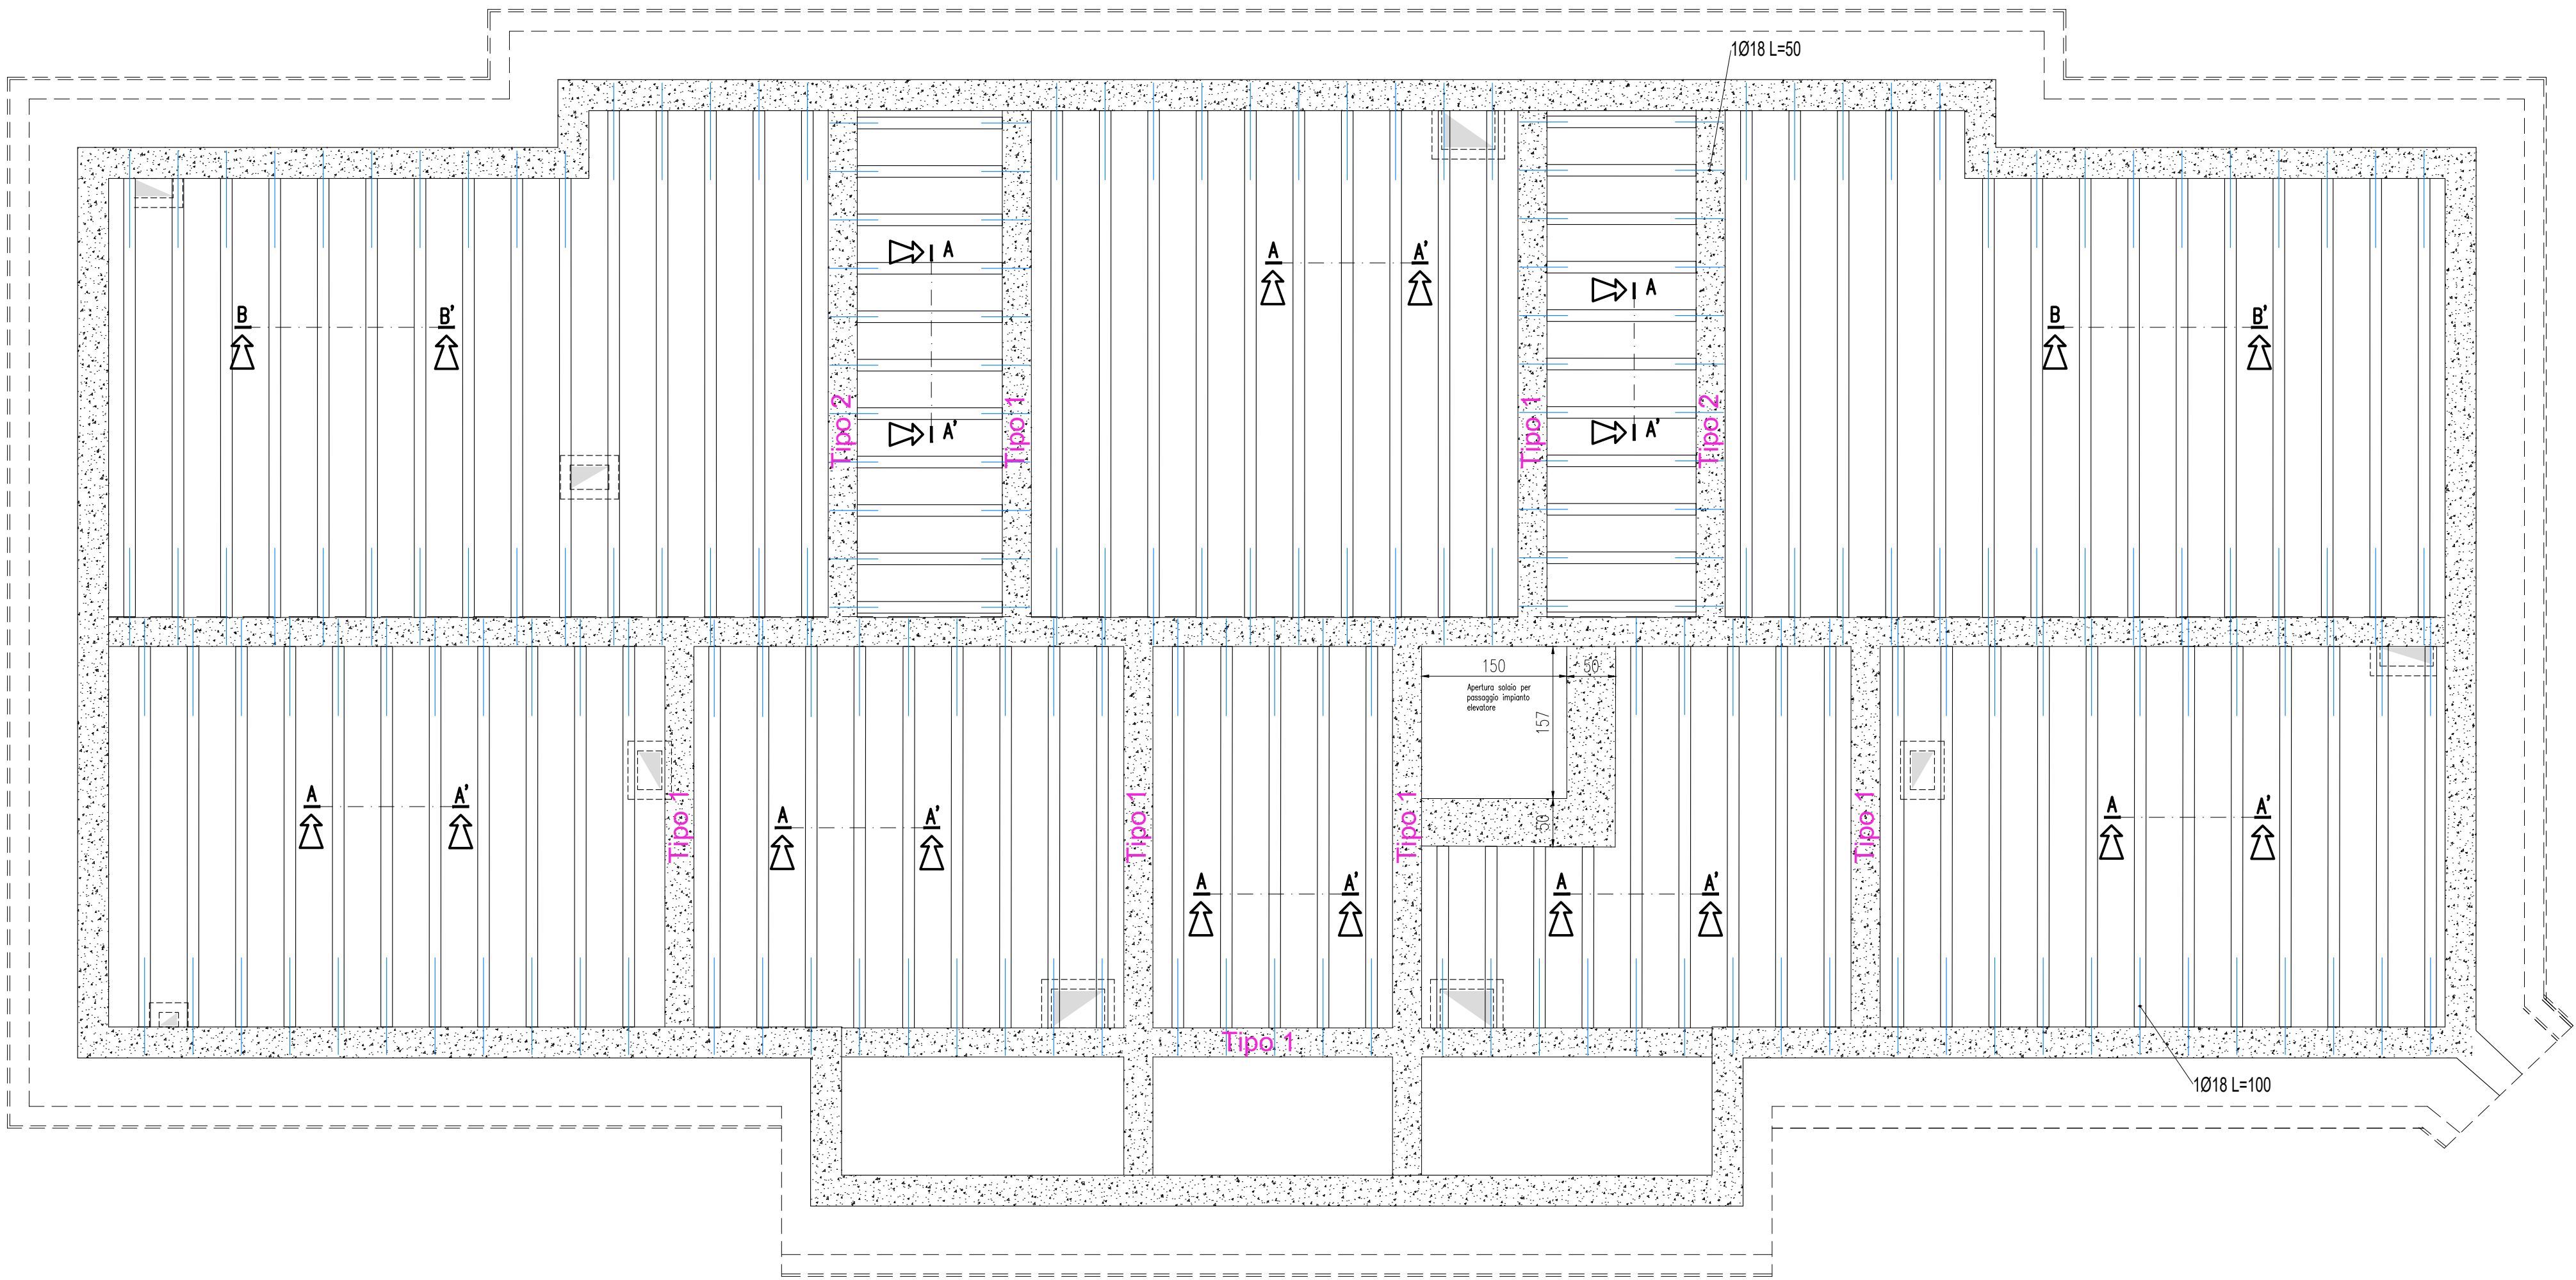 1Ø18 L=50
A
A A'
A
B B'
B B'
Tipo 2
Tipo 1
Tipo 1
Tipo 2
A'
A'
150
50
Apertura solaio per
passaggio impianto
elevatore
157
50
A A'
A A'
A A'
Tipo 1
Tipo 1
Tipo 1
Tipo 1
A A'
A A'
Tipo 1
1Ø18 L=100